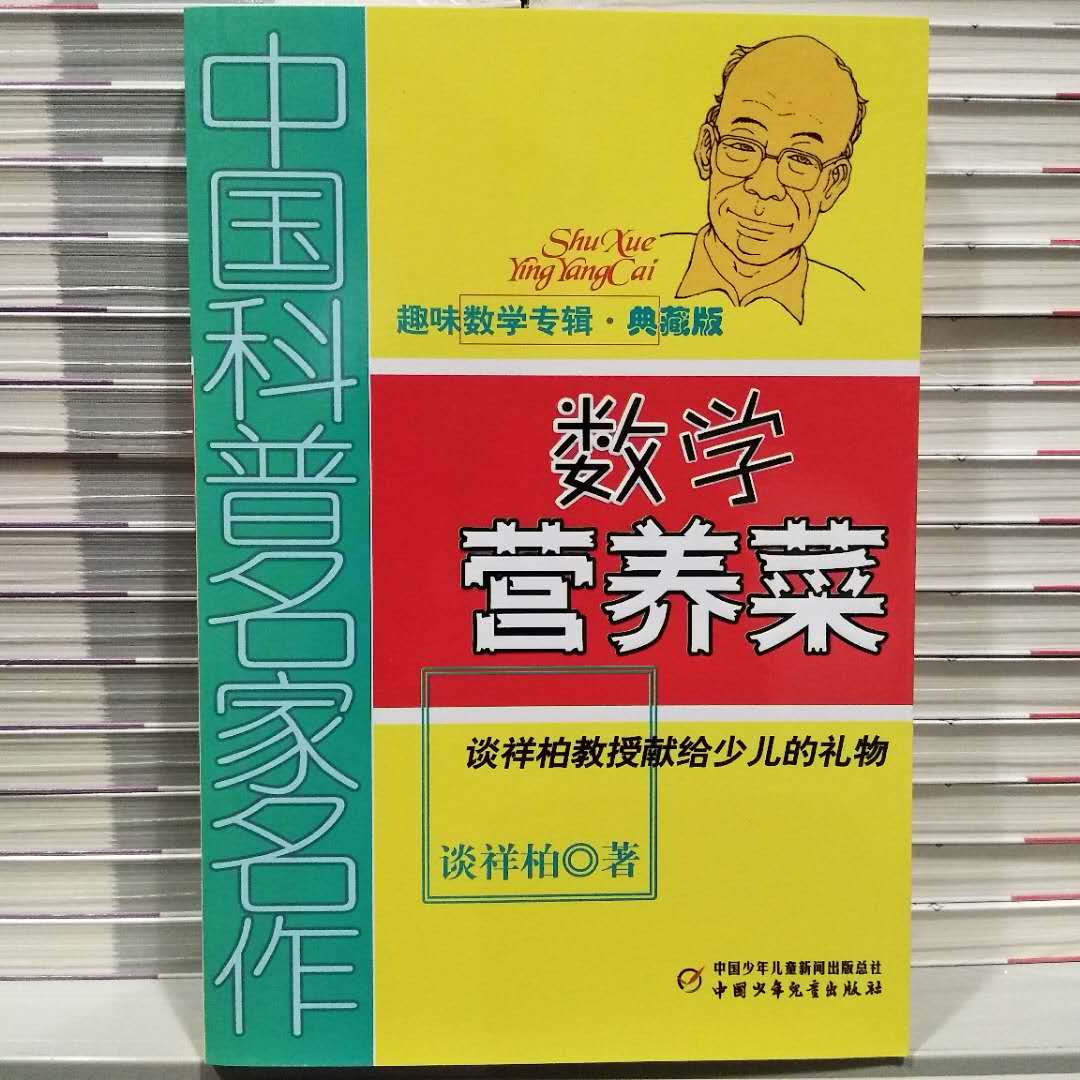 中国科普名家名作
Shu Xue
Ying Yang Cai
趣味数学专辑·典藏版
数学
营养菜
谈祥柏教授献给少儿的礼物
谈祥柏◎著
中国少年儿童新闻出版总社
中国少年儿童出版社